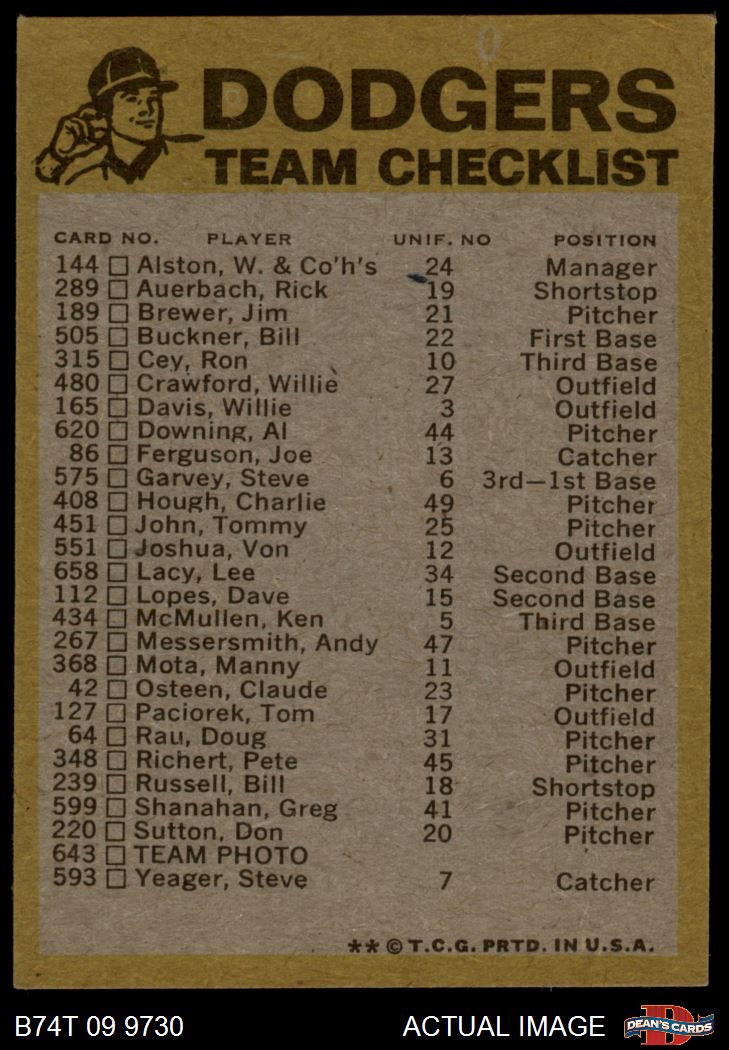 DODGERS
TEAM CHECKLIST
CARD NO. PLAYER UNIF. NO POSITION
144 Alston, W. & Co'h's 24 Manager
289 Auerbach, Rick 19 Shortstop
189 Brewer, Jim 21 Pitcher
505 Buckner, Bill 22 First Base
315 Cey, Ron 10 Third Base
480 Crawford, Willie 27 Outfield
165 Davis, Willie 3 Outfield
620 Downing, Al 44 Pitcher
86 Ferguson, Joe 13 Catcher
575 Garvey, Steve 6 3rd—1st Base
408 Hough, Charlie 49 Pitcher
451 John, Tommy 25 Pitcher
551 Joshua, Von 12 Outfield
658 Lacy, Lee 34 Second Base
112 Lopes, Dave 15 Second Base
434 McMullen, Ken 5 Third Base
267 Messersmith, Andy 47 Pitcher
368 Mota, Manny 11 Outfield
42 Osteen, Claude 23 Pitcher
127 Paciorek, Tom 17 Outfield
64 Rau, Doug 31 Pitcher
348 Richert, Pete 45 Pitcher
239 Russell, Bill 18 Shortstop
599 Shanahan, Greg 41 Pitcher
220 Sutton, Don 20 Pitcher
643 TEAM PHOTO
593 Yeager, Steve 7 Catcher
**©T.C.G. PRTD. IN U.S.A.
B74T 09 9730 ACTUAL IMAGE DEAN'S CARDS